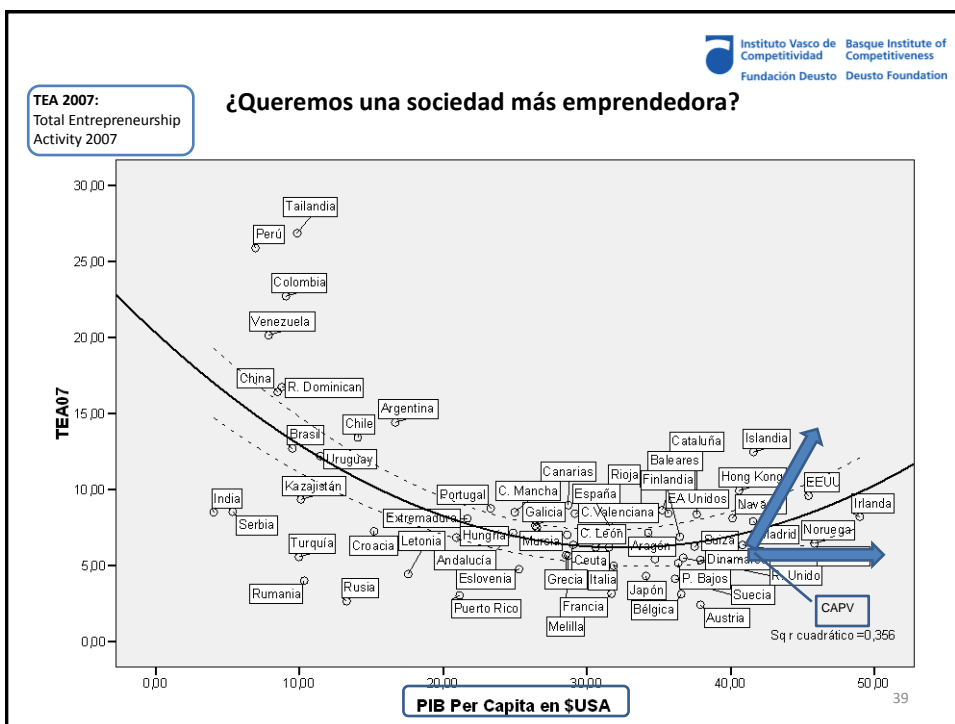 Instituto Vasco de Competitividad
Fundación Deusto
Basque Institute of Competitiveness
Deusto Foundation
TEA 2007:
Total Entrepreneurship
Activity 2007
¿Queremos una sociedad más emprendedora?
TEA07
30,00
25,00
20,00
15,00
10,00
5,00
0,00
Tailandia
Perú
Colombia
Venezuela
China
R. Dominican
Argentina
Chile
Brasil
Uruguay
Cataluña
Islandia
Baleares
Canarias
Rioja
Finlandia
Hong Kong
EEUU
Kazajistán
Portugal
C. Mancha
España
EA Unidos
Nava
Irlanda
India
Serbia
Extremadura
Galicia
C.Valenciana
Noruega
Turquía
Croacia
Letonia
Hungría
Murcia
C. León
Aragón
Suiza
Madrid
Andalucía
Ceuta
Dinamar
R. Unido
Rumania
Rusia
Eslovenia
Grecia
Italia
Japón
P. Bajos
Suecia
Puerto Rico
Francia
Bélgica
Austria
CAPV
Melilla
Sq r cuadrático =0,356
0,00
10,00
20,00
30,00
40,00
50,00
PIB Per Capita en $USA
39